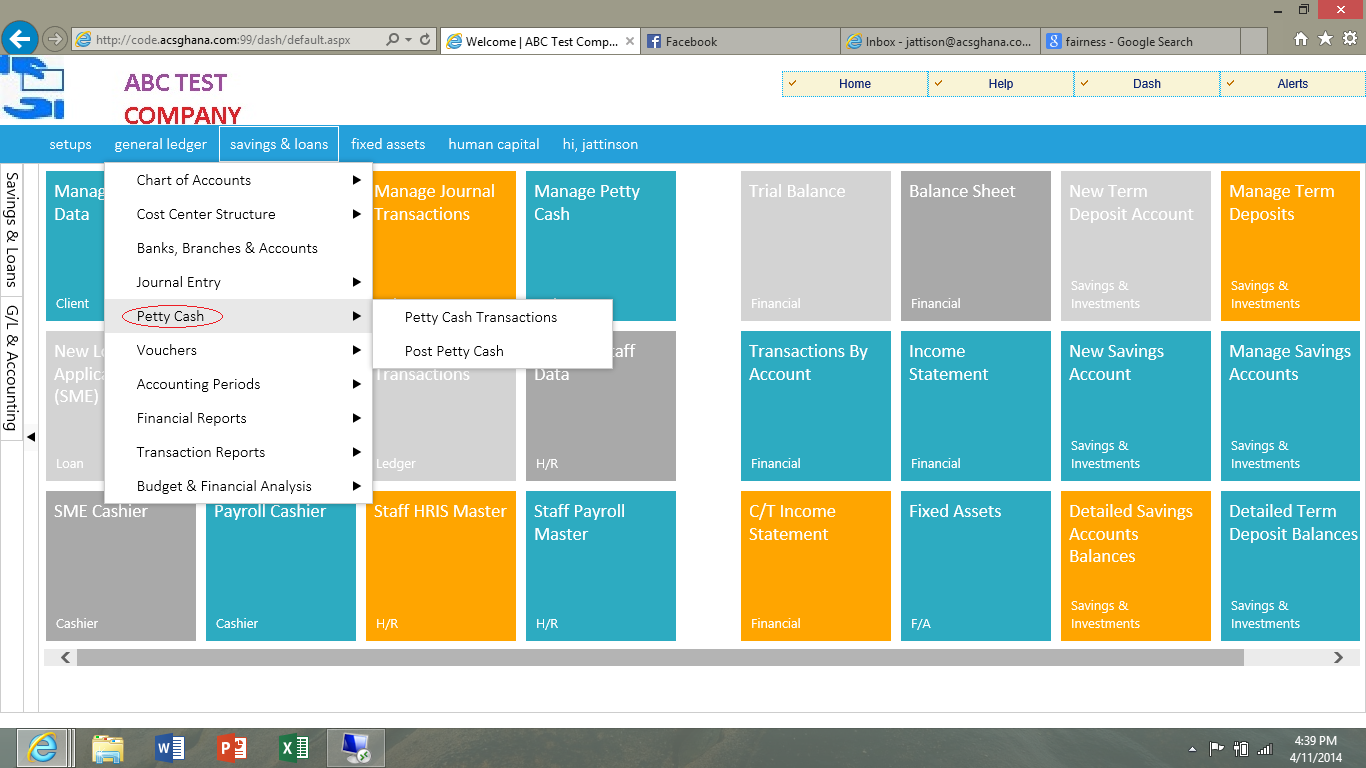 http://code.acsghana.com:99/dash/default.aspx
Welcome | ABC Test Comp...
Facebook
Inbox - jattison@acsghana.co...
fairness - Google Search
ABC TEST
COMPANY
Home
Help
Dash
Alerts
setups
general ledger
savings & loans
fixed assets
human capital
hi, jattinson
Savings & Loans
G/L & Accounting
Chart of Accounts
Cost Center Structure
Banks, Branches & Accounts
Journal Entry
Petty Cash
Vouchers
Accounting Periods
Financial Reports
Transaction Reports
Budget & Financial Analysis
Petty Cash Transactions
Post Petty Cash
Data
Client
Manage Journal
Transactions
Manage Petty
Cash
Trial Balance
Financial
Balance Sheet
Financial
New Term
Deposit Account
Savings &
Investments
Manage Term
Deposits
Savings &
Investments
New
(SME)
Loan
Transactions
Ledger
Data
H/R
Transactions By
Account
Financial
Income
Statement
Financial
New Savings
Account
Savings &
Investments
Manage Savings
Accounts
Savings &
Investments
SME Cashier
Cashier
Payroll Cashier
Cashier
Staff HRIS Master
H/R
Staff Payroll
Master
H/R
C/T Income
Statement
Financial
Fixed Assets
F/A
Detailed Savings
Accounts
Balances
Savings &
Investments
Detailed Term
Deposit Balances
Savings &
Investments
4:39 PM
4/11/2014